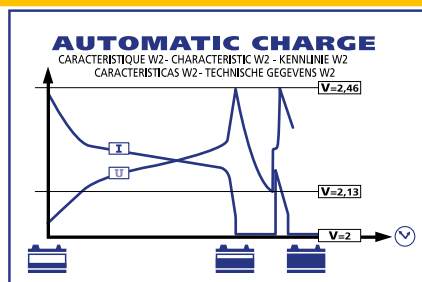 AUTOMATIC CHARGE
CARACTERISTIQUE W2- CHARACTERISTIC W2 - KENNLINIE W2
CARACTERISTICAS W2- TECHNISCHE GEGEVENS W2
V=2,46
I
U
V=2,13
V=2